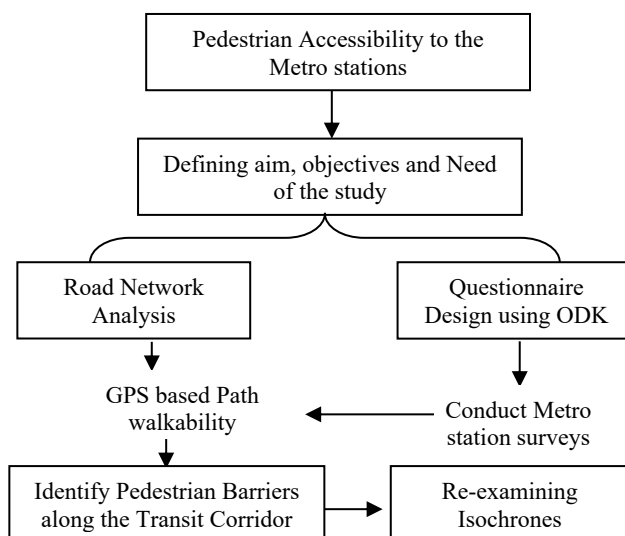 Pedestrian Accessibility to the
Metro stations
Defining aim, objectives and Need
of the study
Road Network
Analysis
Questionnaire
Design using ODK
GPS based Path
walkability
Conduct Metro
station surveys
Identify Pedestrian Barriers
along the Transit Corridor
Re-examining
Isochrones